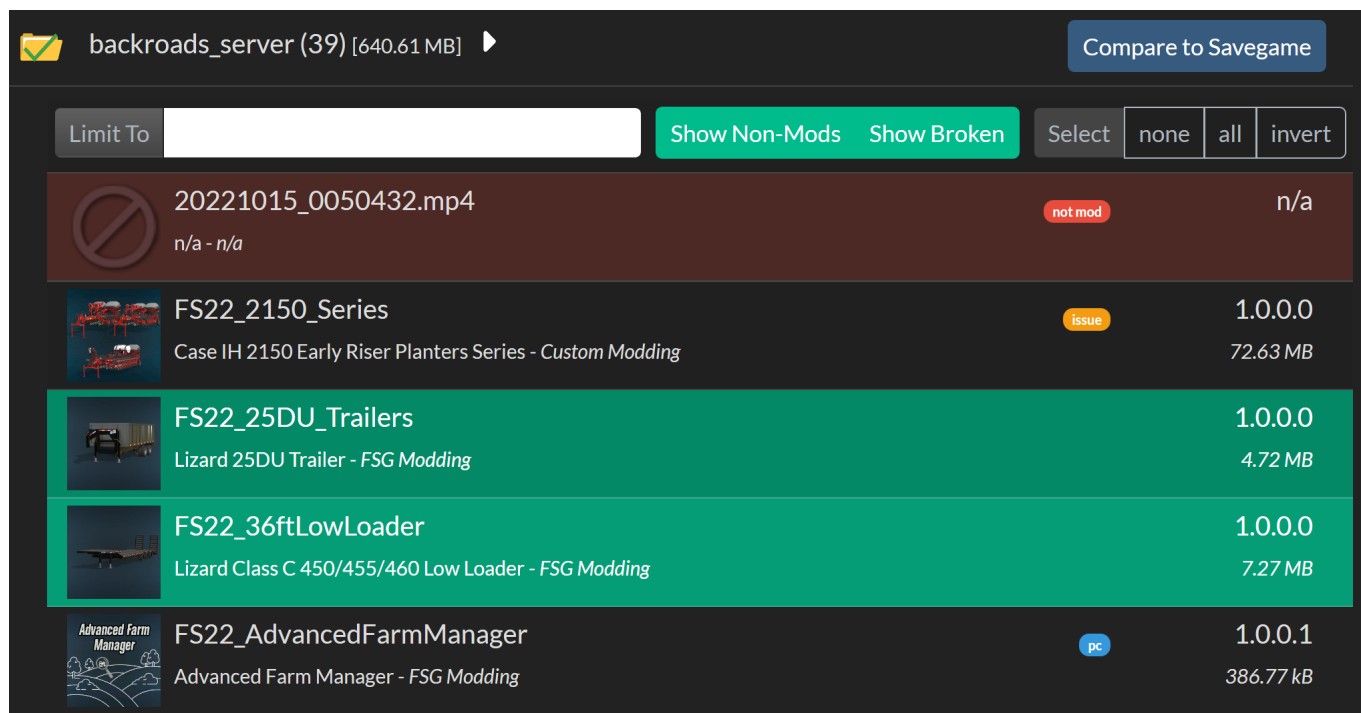 backroads_server (39) [640.61 MB]
Compare to Savegame
Limit To
Show Non-Mods Show Broken
Select none all invert
20221015_0050432.mp4
not mod
n/a
n/a - n/a
FS22_2150_Series
issue
1.0.0.0
Case IH 2150 Early Riser Planters Series - Custom Modding
72.63 MB
FS22_25DU_Trailers
1.0.0.0
Lizard 25DU Trailer - FSG Modding
4.72 MB
FS22_36ftLowLoader
1.0.0.0
Lizard Class C 450/455/460 Low Loader - FSG Modding
7.27 MB
Advanced Farm
Manager
FS22_AdvancedFarmManager
pc
1.0.0.1
Advanced Farm Manager - FSG Modding
386.77 kB